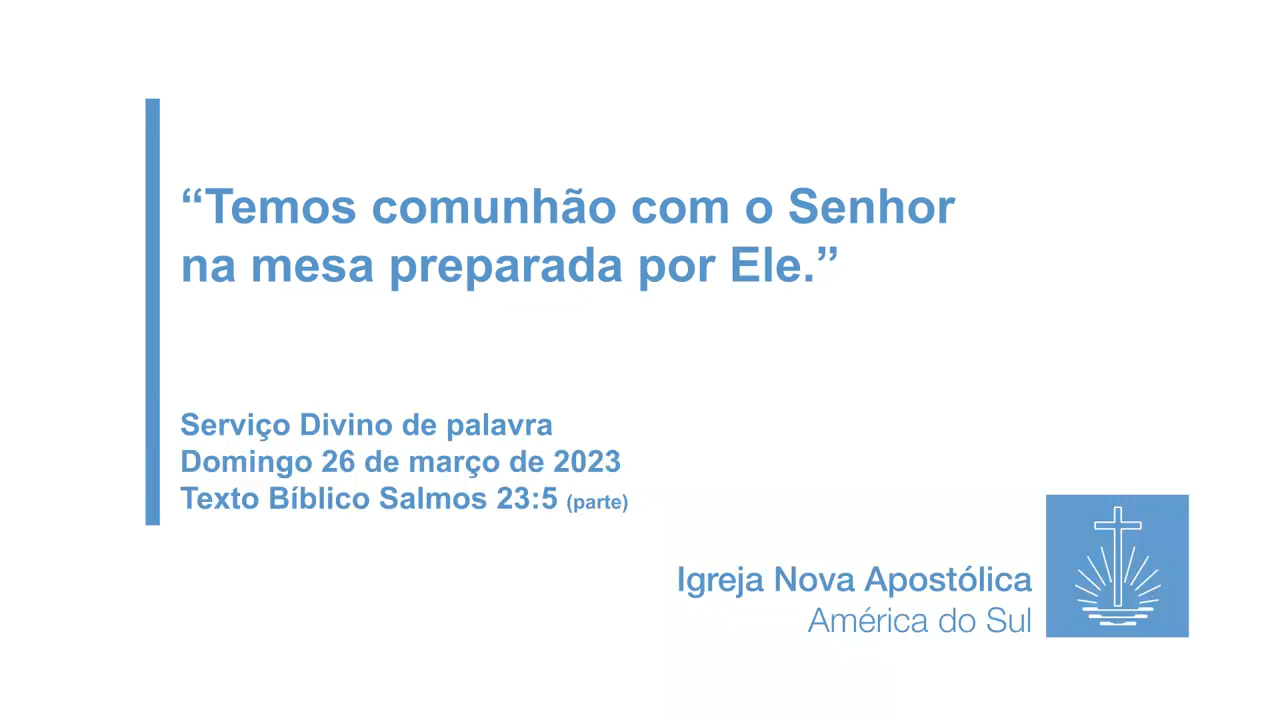 “Temos comunhão com o Senhor
na mesa preparada por Ele.”
Serviço Divino de palavra
Domingo 26 de março de 2023
Texto Bíblico Salmos 23:5 (parte)
Igreja Nova Apostólica
América do Sul